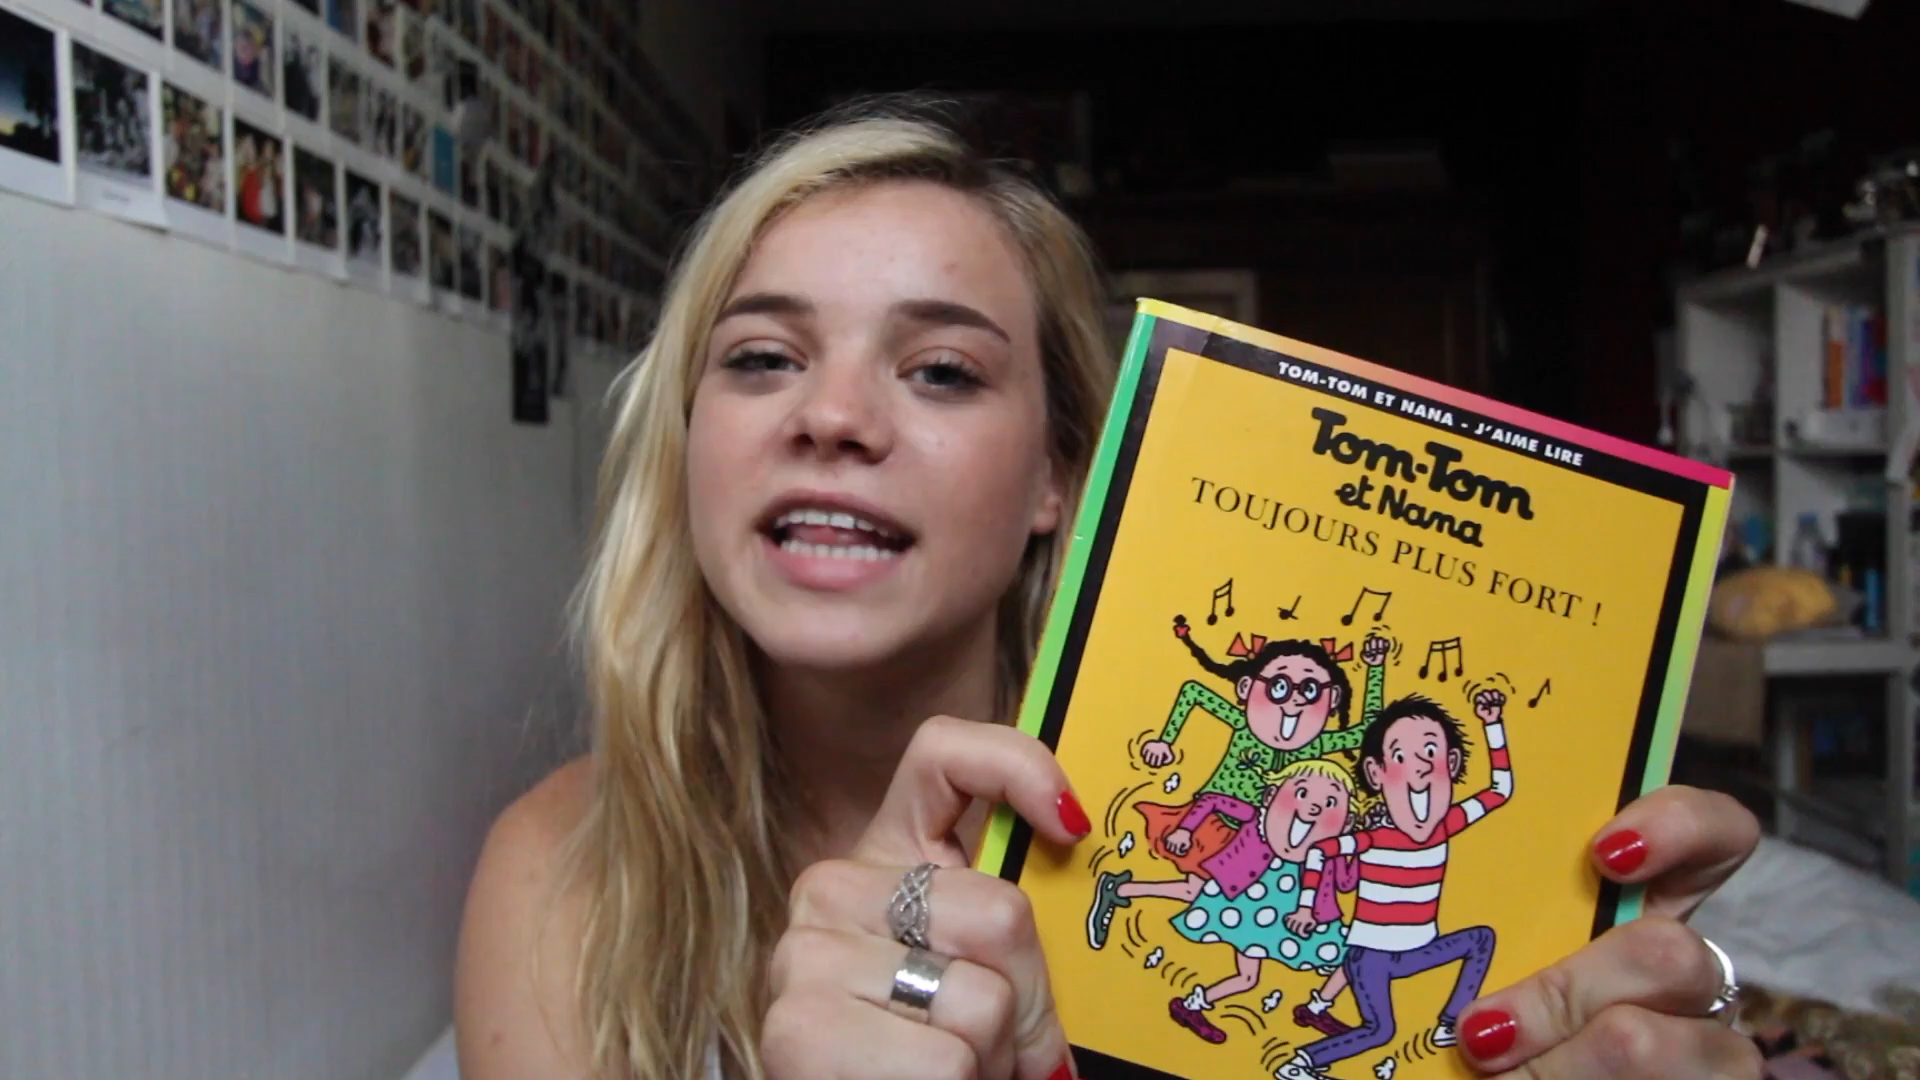 TOM-TOM ET NANA - J'AIME LIRE
Tom-Tom
et Nana
TOUJOURS PLUS FORT !